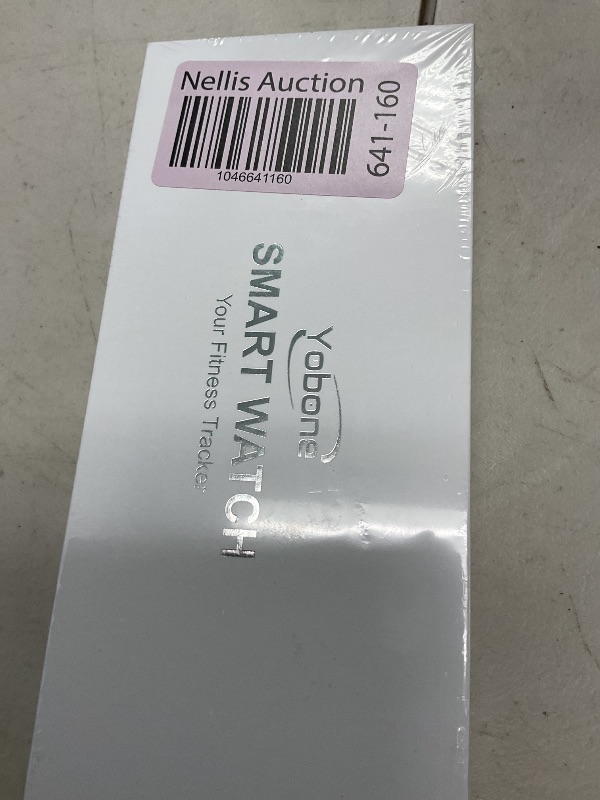 Nellis Auction
1046641160
641-160
Yobone
SMART WATCH
Your Fitness Tracker